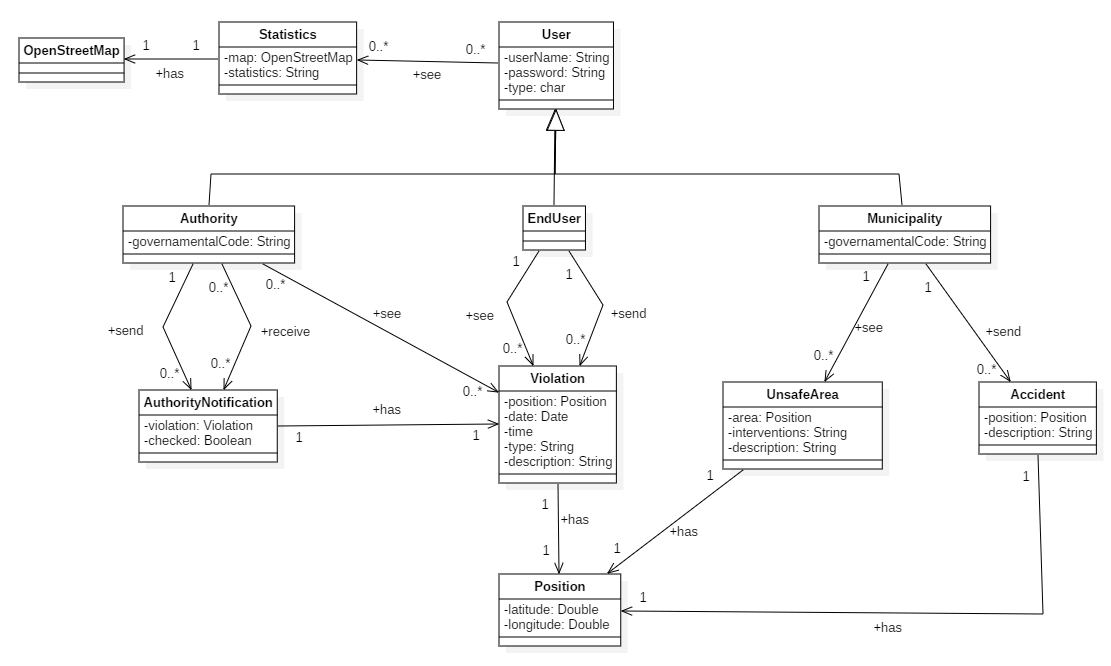 OpenStreetMap
1
1
+has
Statistics
-map: OpenStreetMap
-statistics: String
0..*
0..*
+see
User
-userName: String
-password: String
-type: char
Authority
-governamentalCode: String
EndUser
Municipality
-governamentalCode: String
1
0..*
0..*
+send
+receive
+see
0..*
0..*
0..*
1
1
+see
+send
0..*
0..*
1
1
+see
+send
0..*
0..*
AuthorityNotification
-violation: Violation
-checked: Boolean
+has
1
1
Violation
-position: Position
-date: Date
-time
-type: String
-description: String
UnsafeArea
-area: Position
-interventions: String
-description: String
Accident
-position: Position
-description: String
1
+has
1
1
+has
1
1
1
+has
Position
-latitude: Double
-longitude: Double